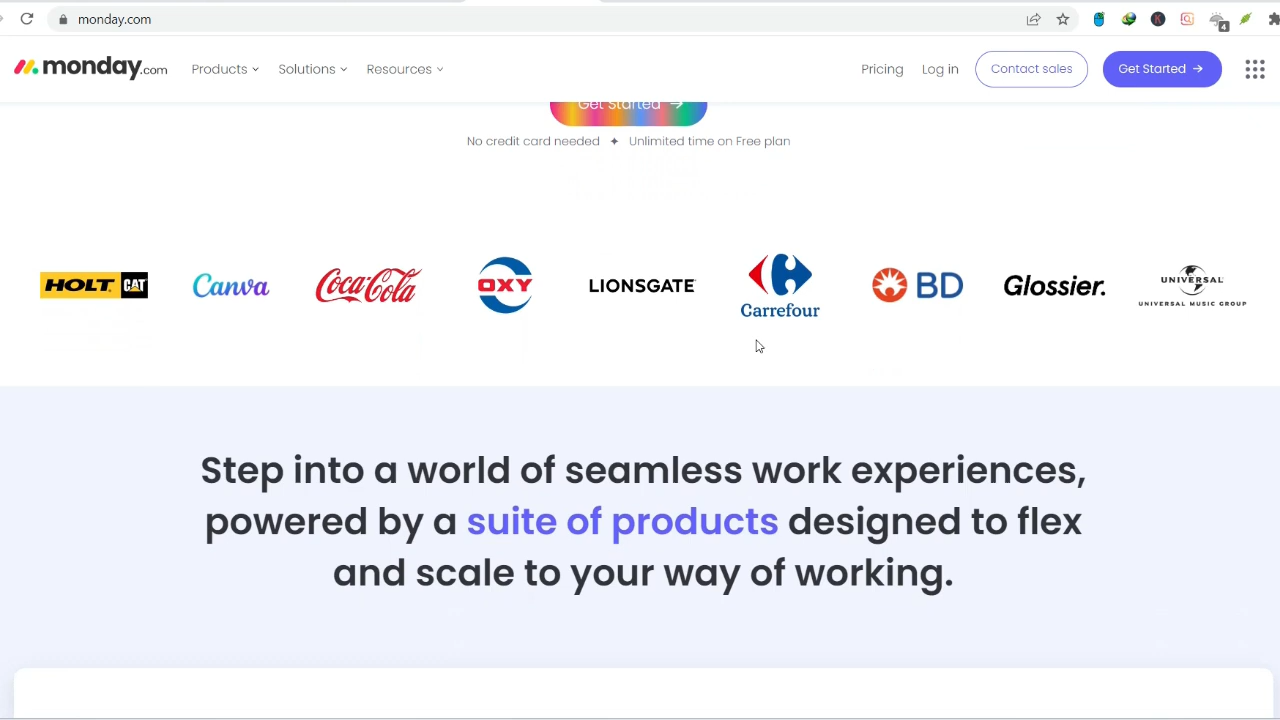 monday.com
4
monday.com
Products
Solutions
Resources
Pricing
Log in
Contact sales
Get Started →
Get Started →
No credit card needed ✦ Unlimited time on Free plan
HOLT CAT
Canva
Coca-Cola
OXY
LIONSGATE
Carrefour
BD
Glossier.
UNIVERSAL
UNIVERSAL MUSIC GROUP
Step into a world of seamless work experiences,
powered by a suite of products designed to flex
and scale to your way of working.